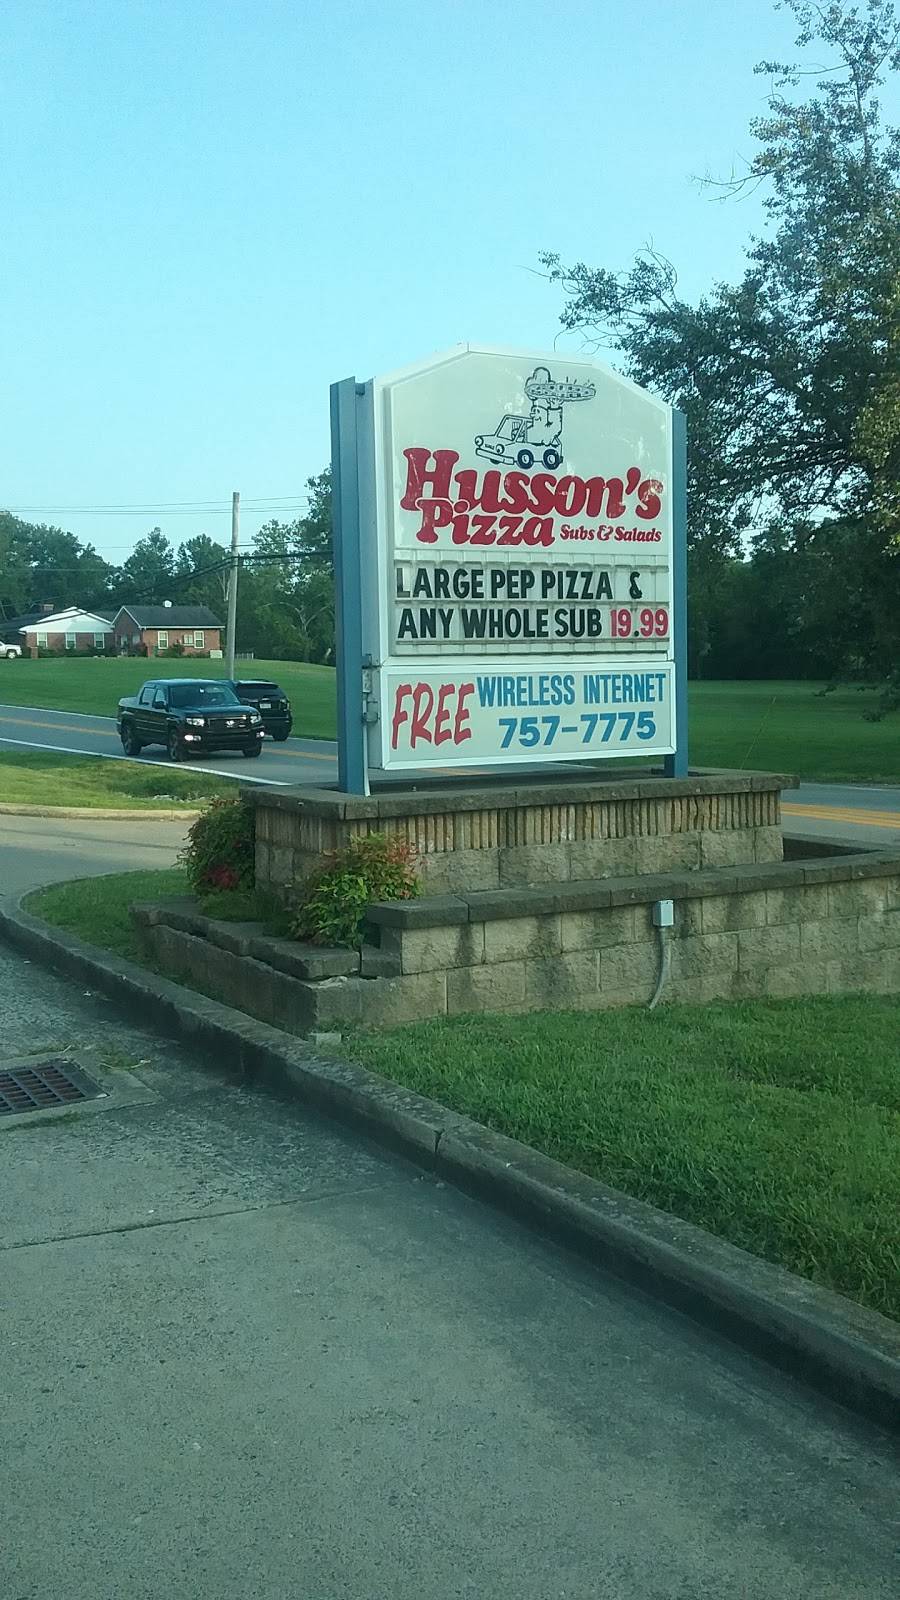 Husson's
Pizza Subs & Salads
LARGE PEP PIZZA &
ANY WHOLE SUB 19.99
FREE WIRELESS INTERNET
757-7775